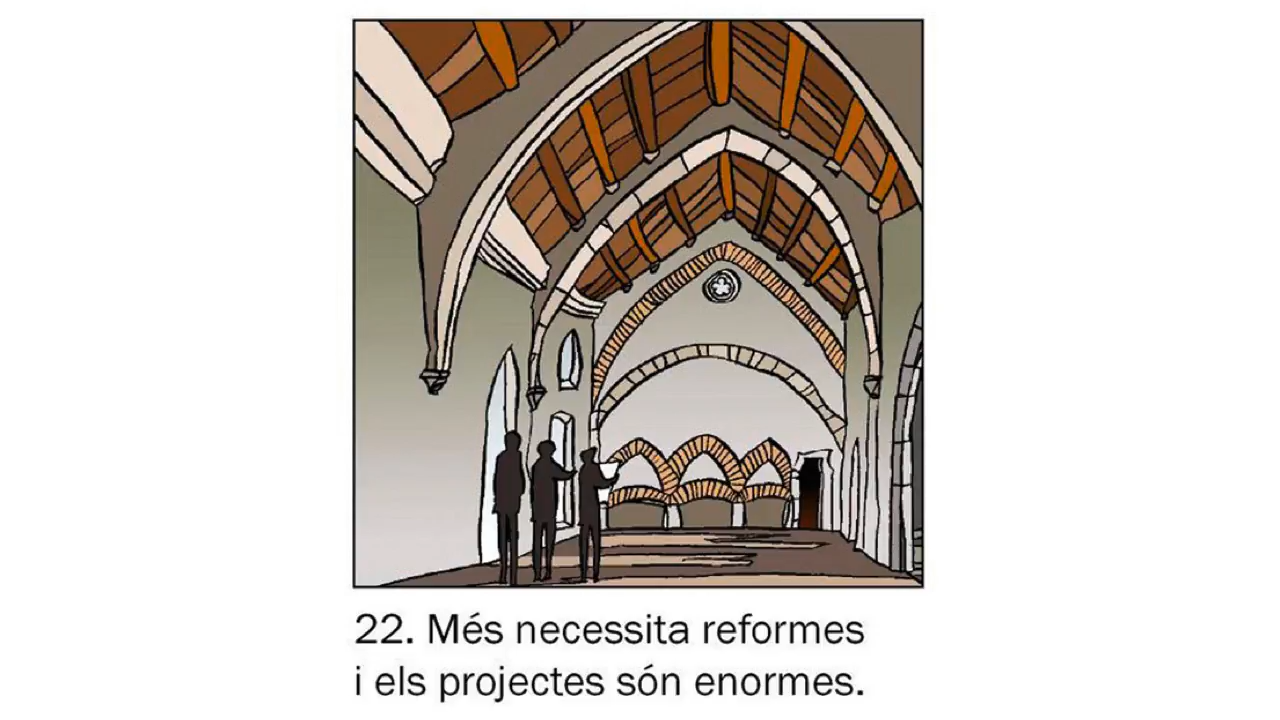 22. Més necessita reformes
i els projectes són enormes.